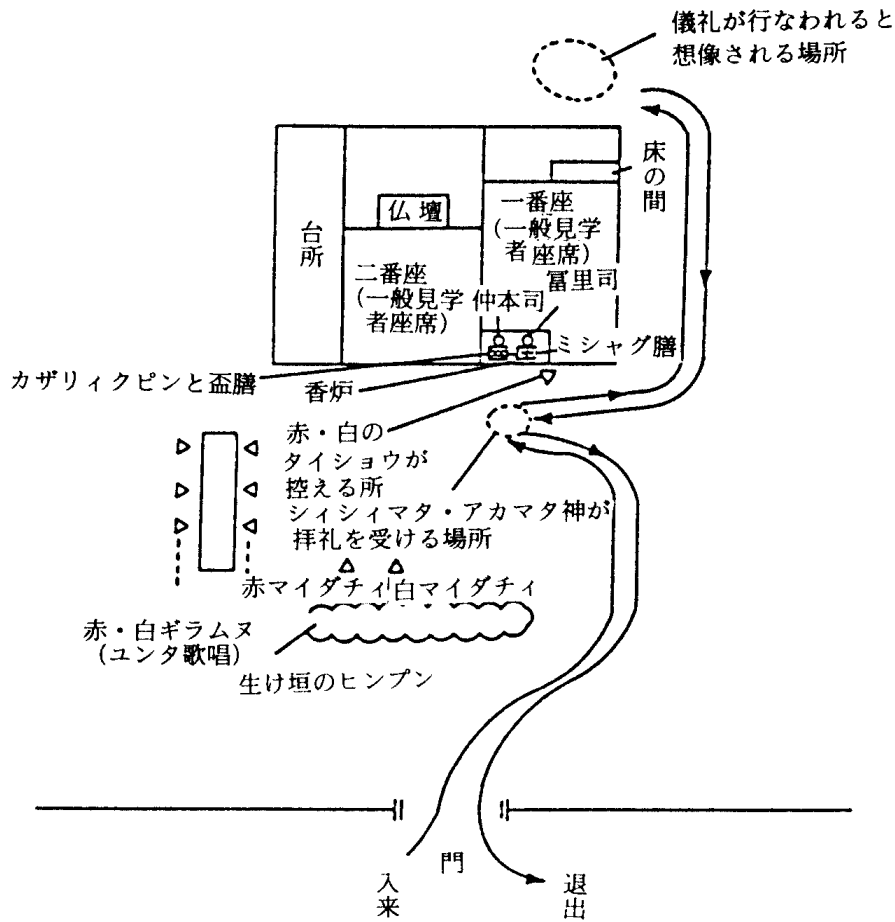 儀礼が行なわれると
想像される場所
床の間
台所
仏壇
一番座
(一般見学
者座席)
二番座
(一般見学
者座席)
仲本司
冨里司
ミシャグ膳
カザリィクピンと盃膳
香炉
赤・白の
タイショウが
控える所
シィシィマタ・アカマタ神が
拝礼を受ける場所
赤マイダチィ
白マイダチィ
赤・白ギラムヌ
(ユンタ歌唱)
生け垣のヒンプン
門
入来
退出